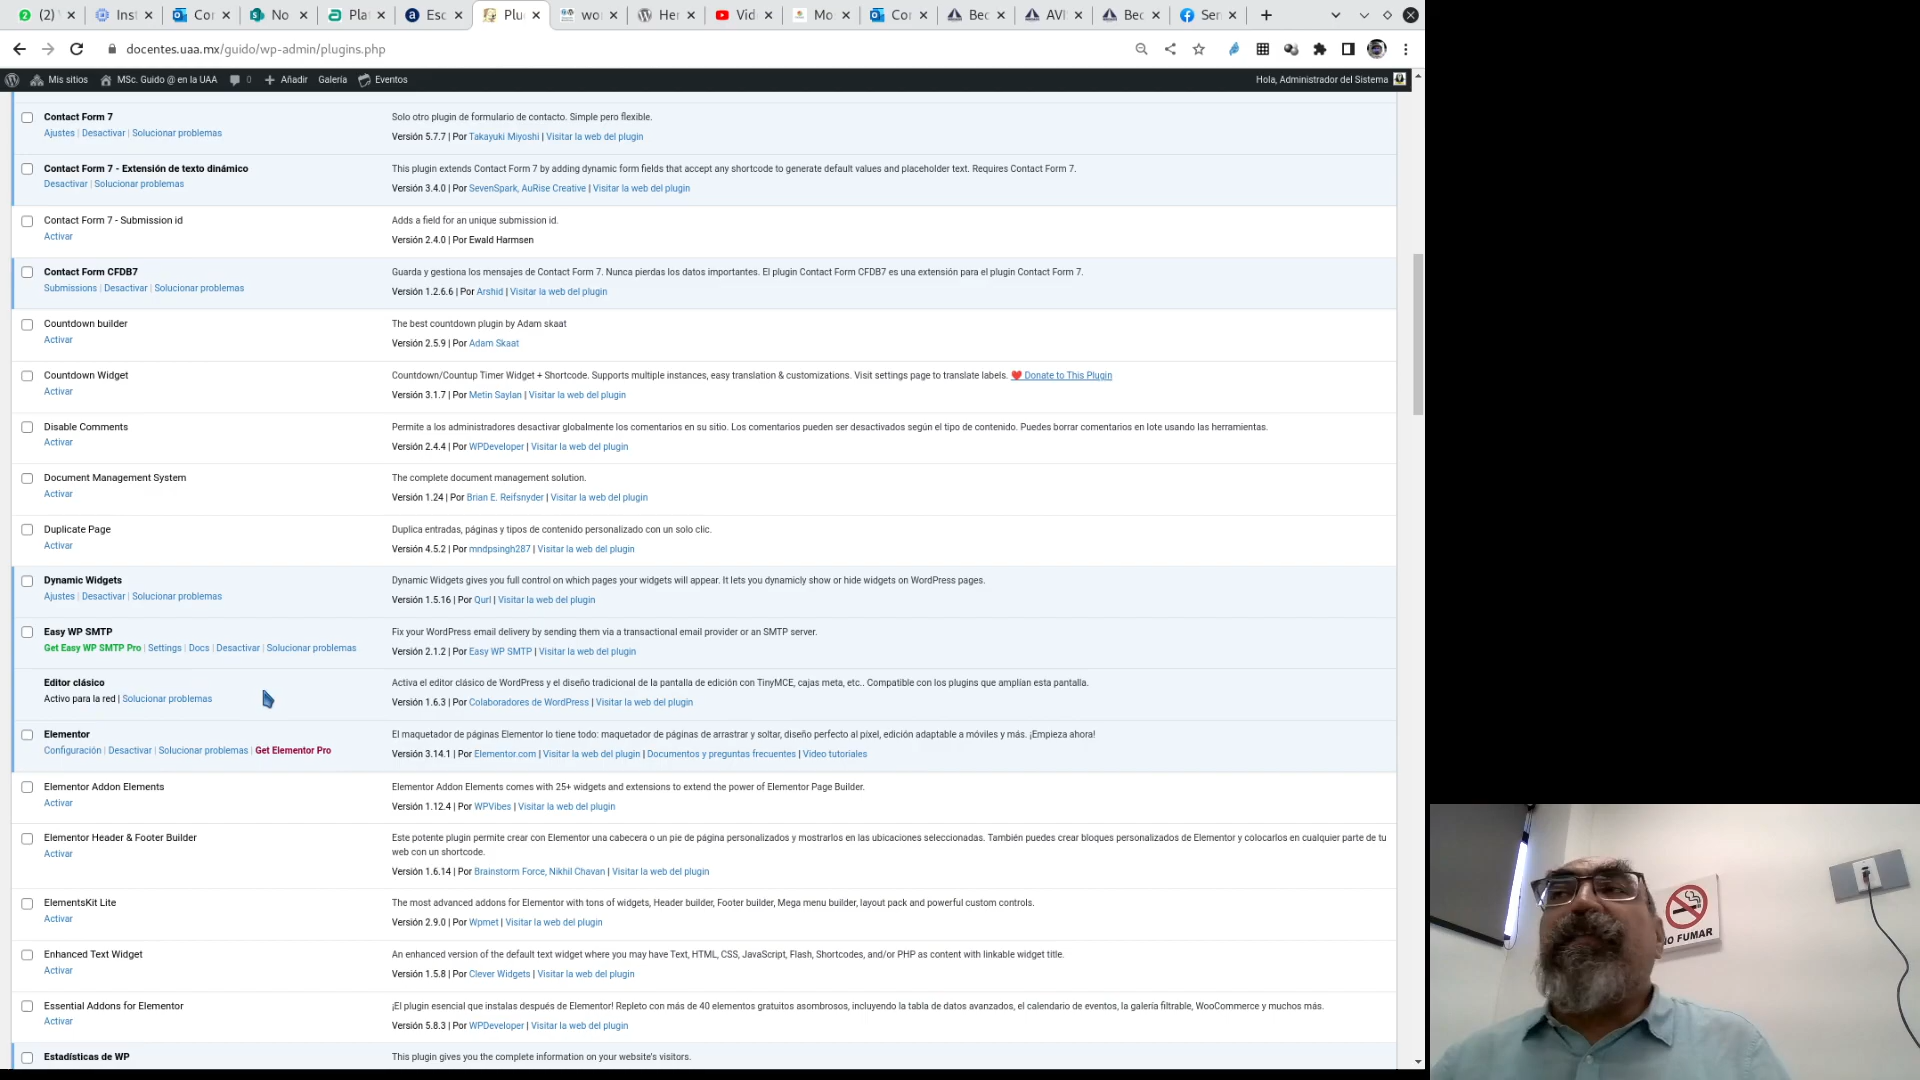 (2)
Inst
Cor
No
Pla
Esc
Plu
wo
Her
Vid
Mo
Cor
Bec
AVI
Bec
Ser
docentes.uaa.mx/guido/wp-admin/plugins.php
Mis sitios
MSc. Guido @ en la UAA
0
Añadir
Galería
Eventos
Hola, Administrador del Sistema
Contact Form 7
Solo otro plugin de formulario de contacto. Simple pero flexible.
Ajustes | Desactivar | Solucionar problemas
Versión 5.7.7 | Por Takayuki Miyoshi | Visitar la web del plugin
Contact Form 7 - Extensión de texto dinámico
This plugin extends Contact Form 7 by adding dynamic form fields that accept any shortcode to generate default values and placeholder text. Requires Contact Form 7.
Desactivar | Solucionar problemas
Versión 3.4.0 | Por SevenSpark, AuRise Creative | Visitar la web del plugin
Contact Form 7 - Submission id
Adds a field for an unique submission id.
Activar
Versión 2.4.0 | Por Ewald Harmsen
Contact Form CFDB7
Guarda y gestiona los mensajes de Contact Form 7. Nunca pierdas los datos importantes. El plugin Contact Form CFDB7 es una extensión para el plugin Contact Form 7.
Submissions | Desactivar | Solucionar problemas
Versión 1.2.6.6 | Por Arshid | Visitar la web del plugin
Countdown builder
The best countdown plugin by Adam skaat
Activar
Versión 2.5.9 | Por Adam Skaat
Countdown Widget
Countdown/Countup Timer Widget + Shortcode. Supports multiple instances, easy translation & customizations. Visit settings page to translate labels. ❤ Donate to This Plugin
Activar
Versión 3.1.7 | Por Metin Saylan | Visitar la web del plugin
Disable Comments
Permite a los administradores desactivar globalmente los comentarios en su sitio. Los comentarios pueden ser desactivados según el tipo de contenido. Puedes borrar comentarios en lote usando las herramientas.
Activar
Versión 2.4.4 | Por WPDeveloper | Visitar la web del plugin
Document Management System
The complete document management solution.
Activar
Versión 1.24 | Por Brian E. Reifsnyder | Visitar la web del plugin
Duplicate Page
Duplica entradas, páginas y tipos de contenido personalizado con un solo clic.
Activar
Versión 4.5.2 | Por mndpsingh287 | Visitar la web del plugin
Dynamic Widgets
Dynamic Widgets gives you full control on which pages your widgets will appear. It lets you dynamicly show or hide widgets on WordPress pages.
Ajustes | Desactivar | Solucionar problemas
Versión 1.5.16 | Por Qurl | Visitar la web del plugin
Easy WP SMTP
Fix your WordPress email delivery by sending them via a transactional email provider or an SMTP server.
Get Easy WP SMTP Pro | Settings | Docs | Desactivar | Solucionar problemas
Versión 2.1.2 | Por Easy WP SMTP | Visitar la web del plugin
Editor clásico
Activa el editor clásico de WordPress y el diseño tradicional de la pantalla de edición con TinyMCE, cajas meta, etc.. Compatible con los plugins que amplían esta pantalla.
Activo para la red | Solucionar problemas
Versión 1.6.3 | Por Colaboradores de WordPress | Visitar la web del plugin
Elementor
El maquetador de páginas Elementor lo tiene todo: maquetador de páginas de arrastrar y soltar, diseño perfecto al píxel, edición adaptable a móviles y más. ¡Empieza ahora!
Configuración | Desactivar | Solucionar problemas | Get Elementor Pro
Versión 3.14.1 | Por Elementor.com | Visitar la web del plugin | Documentos y preguntas frecuentes | Video tutoriales
Elementor Addon Elements
Elementor Addon Elements comes with 25+ widgets and extensions to extend the power of Elementor Page Builder.
Activar
Versión 1.12.4 | Por WPVibes | Visitar la web del plugin
Elementor Header & Footer Builder
Este potente plugin permite crear con Elementor una cabecera o un pie de página personalizados y mostrarlos en las ubicaciones seleccionadas. También puedes crear bloques personalizados de Elementor y colocarlos en cualquier parte de tu
web con un shortcode.
Activar
Versión 1.6.14 | Por Brainstorm Force, Nikhil Chavan | Visitar la web del plugin
ElementsKit Lite
The most advanced addons for Elementor with tons of widgets, Header builder, Footer builder, Mega menu builder, layout pack and powerful custom controls.
Activar
Versión 2.9.0 | Por Wpmet | Visitar la web del plugin
Enhanced Text Widget
An enhanced version of the default text widget where you may have Text, HTML, CSS, JavaScript, Flash, Shortcodes, and/or PHP as content with linkable widget title.
Activar
Versión 1.5.8 | Por Clever Widgets | Visitar la web del plugin
Essential Addons for Elementor
¡El plugin esencial que instalas después de Elementor! Repleto con más de 40 elementos gratuitos asombrosos, incluyendo la tabla de datos avanzados, el calendario de eventos, la galería filtrable, WooCommerce y muchos más.
Activar
Versión 5.8.3 | Por WPDeveloper | Visitar la web del plugin
Estadísticas de WP
This plugin gives you the complete information on your website's visitors.
NO FUMAR